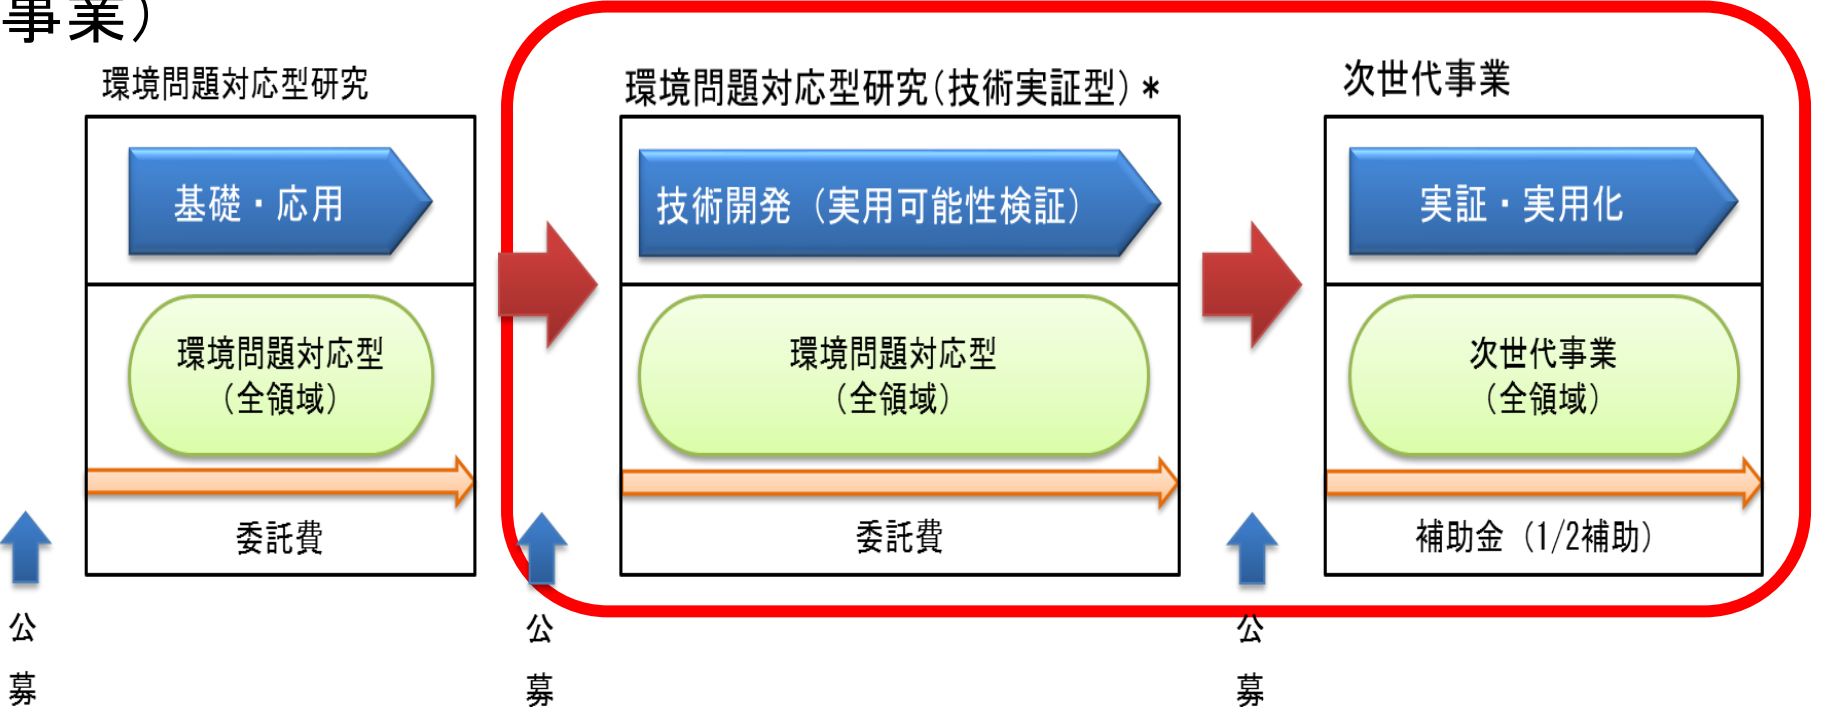 事業）
環境問題対応型研究
基礎・応用
環境問題対応型
（全領域）
委託費
公
募
環境問題対応型研究（技術実証型）＊
技術開発（実用可能性検証）
環境問題対応型
（全領域）
委託費
公
募
次世代事業
実証・実用化
次世代事業
（全領域）
補助金（1/2補助）
公
募